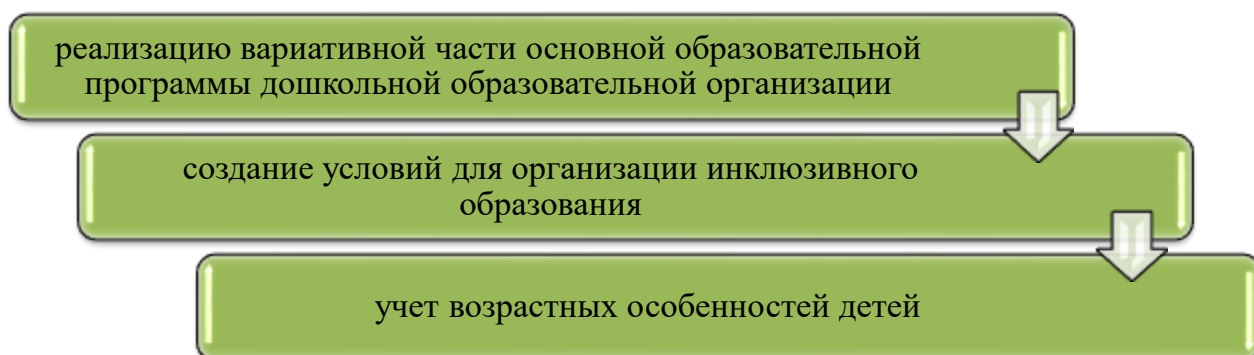 реализацию вариативной части основной образовательной
программы дошкольной образовательной организации
создание условий для организации инклюзивного
образования
учет возрастных особенностей детей